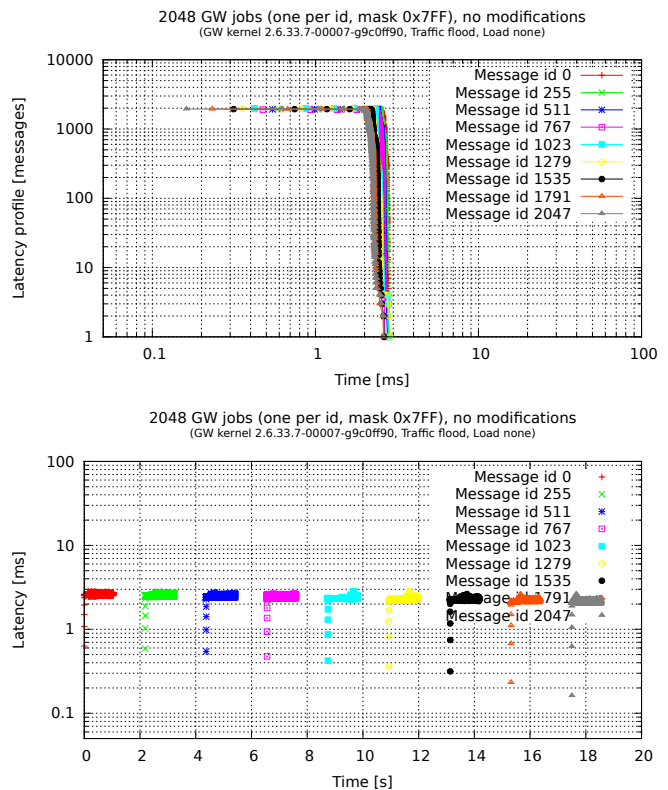 2048 GW jobs (one per id, mask 0x7FF), no modifications
(GW kernel 2.6.33.7-00007-g9c0ff90, Traffic flood, Load none)
10000
1000
100
10
1
Latency profile [messages]
Message id 0
Message id 255
Message id 511
Message id 767
Message id 1023
Message id 1279
Message id 1535
Message id 1791
Message id 2047
0.1 1 10 100
Time [ms]
2048 GW jobs (one per id, mask 0x7FF), no modifications
(GW kernel 2.6.33.7-00007-g9c0ff90, Traffic flood, Load none)
100
10
1
0.1
Latency [ms]
Message id 0
Message id 255
Message id 511
Message id 767
Message id 1023
Message id 1279
Message id 1535
Message id 1791
Message id 2047
0 2 4 6 8 10 12 14 16 18 20
Time [s]